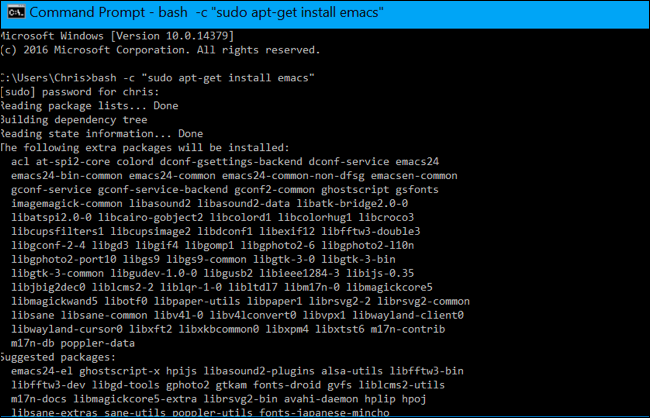 Command Prompt - bash -c "sudo apt-get install emacs"
Microsoft Windows [Version 10.0.14379]
(c) 2016 Microsoft Corporation. All rights reserved.
C:\Users\Chris>bash -c "sudo apt-get install emacs"
[sudo] password for chris:
Reading package lists... Done
Building dependency tree
Reading state information... Done
The following extra packages will be installed:
acl at-spi2-core colord dconf-gsettings-backend dconf-service emacs24
emacs24-bin-common emacs24-common emacs24-common-non-dfsg emacsen-common
gconf-service gconf-service-backend gconf2-common ghostscript gsfonts
imagemagick-common libasound2 libasound2-data libatk-bridge2.0-0
libatspi2.0-0 libcairo-gobject2 libcolord1 libcolorhug1 libcroco3
libcupsfilters1 libcupsimage2 libdconf1 libexif12 libfftw3-double3
libgconf-2-4 libgd3 libgif4 libgomp1 libgphoto2-6 libgphoto2-l10n
libgphoto2-port10 libgs9 libgs9-common libgtk-3-0 libgtk-3-bin
libgtk-3-common libgudev-1.0-0 libgusb2 libieee1284-3 libijs-0.35
libjbig2dec0 liblcms2-2 liblqr-1-0 libltdl7 libm17n-0 libmagickcore5
libmagickwand5 libotf0 libpaper-utils libpaper1 librsvg2-2 librsvg2-common
libsane libsane-common libv4l-0 libv4lconvert0 libvpx1 libwayland-client0
libwayland-cursor0 libxft2 libxkbcommon0 libxpm4 libxtst6 m17n-contrib
m17n-db poppler-data
Suggested packages:
emacs24-el ghostscript-x hpijs libasound2-plugins alsa-utils libfftw3-bin
libfftw3-dev libgd-tools gphoto2 gtkam fonts-droid gvfs liblcms2-utils
m17n-docs libmagickcore5-extra librsvg2-bin avahi-daemon hplip hpoj
libsane-extras sane-utils poppler-utils fonts-japanese-mincho